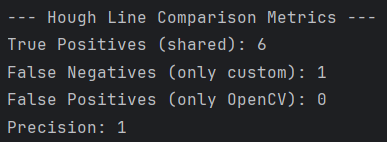 --- Hough Line Comparison Metrics ---
True Positives (shared): 6
False Negatives (only custom): 1
False Positives (only OpenCV): 0
Precision: 1